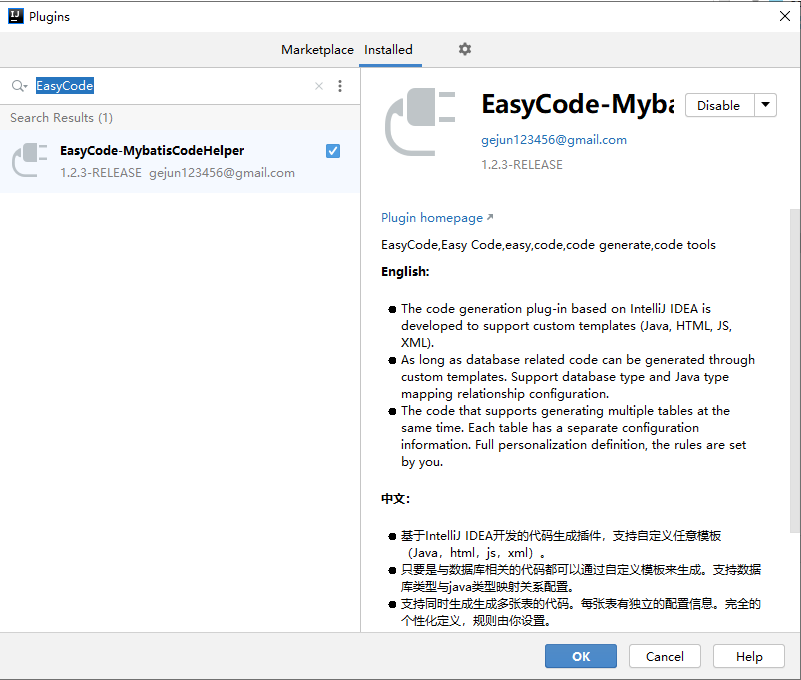 Plugins
Marketplace Installed
EasyCode
Search Results (1)
EasyCode-MybatisCodeHelper
1.2.3-RELEASE gejun123456@gmail.com
EasyCode-Myba
Disable
gejun123456@gmail.com
1.2.3-RELEASE
Plugin homepage
EasyCode,Easy Code,easy,code,code generate,code tools
English:
The code generation plug-in based on IntelliJ IDEA is
developed to support custom templates (Java, HTML, JS,
XML).
As long as database related code can be generated through
custom templates. Support database type and Java type
mapping relationship configuration.
The code that supports generating multiple tables at the
same time. Each table has a separate configuration
information. Full personalization definition, the rules are set
by you.
中文:
基于IntelliJ IDEA开发的代码生成插件，支持自定义任意模板
（Java，html，js，xml）。
只要是与数据库相关的代码都可以通过自定义模板来生成。支持数据
库类型与java类型映射关系配置。
支持同时生成生成多张表的代码。每张表有独立的配置信息。完全的
个性化定义，规则由你设置。
OK Cancel Help